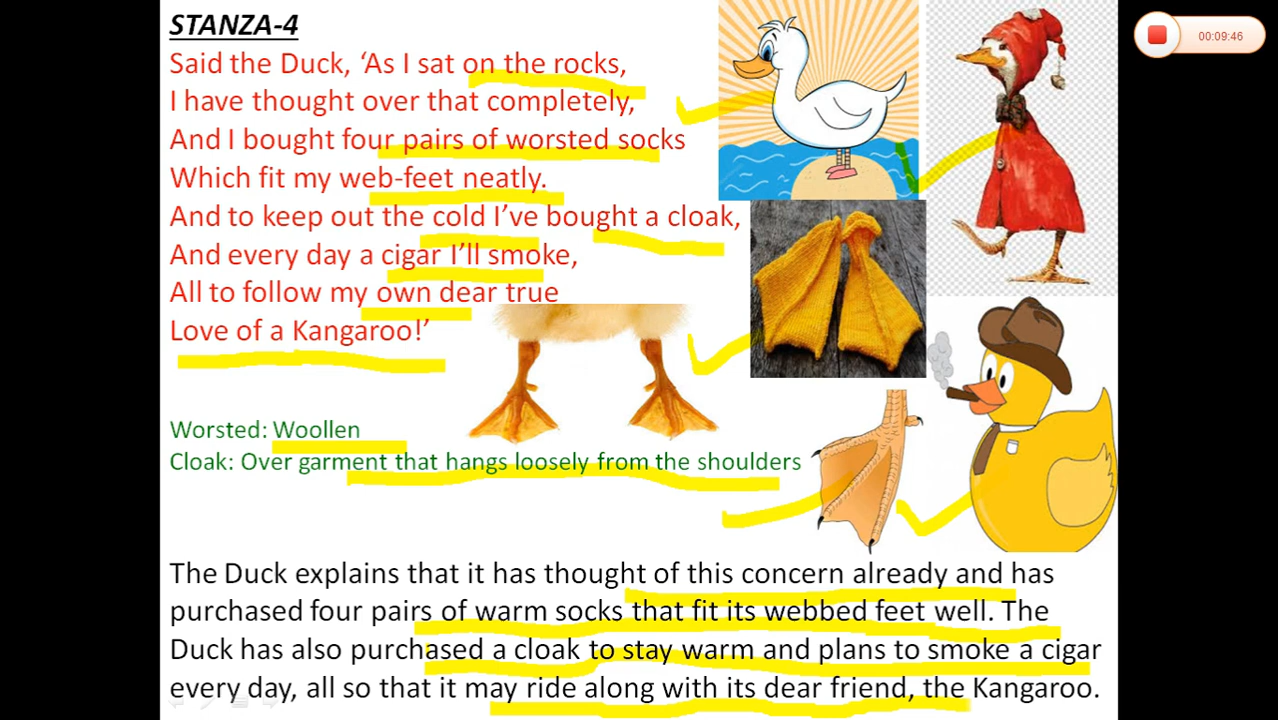 STANZA-4
Said the Duck, ‘As I sat on the rocks,
I have thought over that completely,
And I bought four pairs of worsted socks
Which fit my web-feet neatly.
And to keep out the cold I’ve bought a cloak,
And every day a cigar I’ll smoke,
All to follow my own dear true
Love of a Kangaroo!’
Worsted: Woollen
Cloak: Over garment that hangs loosely from the shoulders
The Duck explains that it has thought of this concern already and has
purchased four pairs of warm socks that fit its webbed feet well. The
Duck has also purchased a cloak to stay warm and plans to smoke a cigar
every day, all so that it may ride along with its dear friend, the Kangaroo.
00:09:46